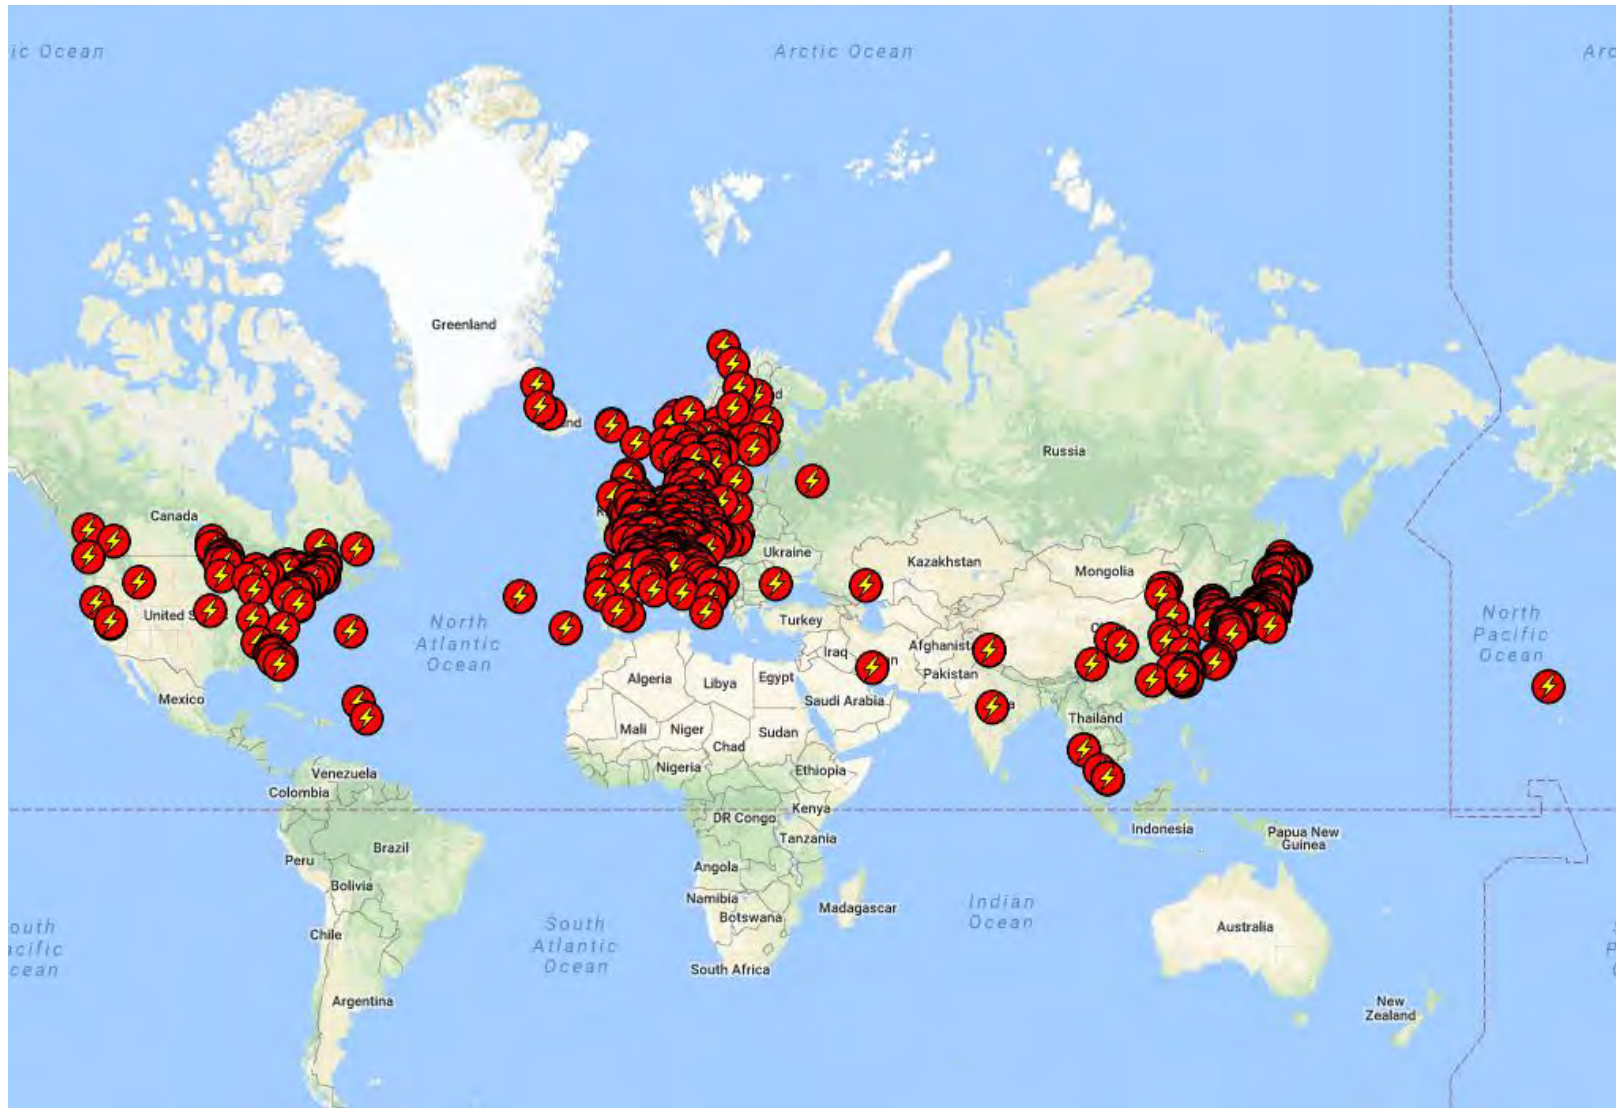 ic Ocean
Arctic Ocean
Arc
Greenland
Russia
Canada
Ukraine
Kazakhstan
Mongolia
United S
North
Atlantic
Ocean
Turkey
North
Pacific
Ocean
Afghanista
Iraq
Pakistan
Algeria
Libya
Egypt
Saudi Arabia
Mexico
Thailand
Mali
Niger
Sudan
Chad
Nigeria
Ethiopia
Venezuela
Colombia
Kenya
DR Congo
Tanzania
Indonesia
Papua New
Guinea
Peru
Brazil
Angola
Bolivia
Namibia
Botswana
Madagascar
Indian
Ocean
outh
acific
cean
South
Atlantic
Ocean
Chile
Australia
South Africa
Argentina
New
Zealand